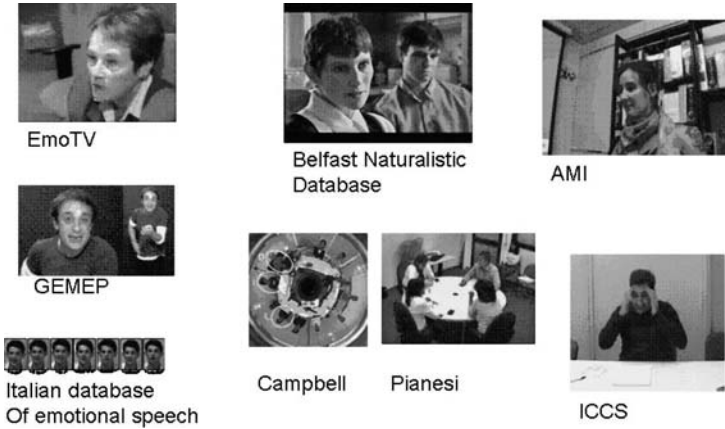 EmoTV
Belfast Naturalistic
Database
AMI
GEMEP
Campbell
Pianesi
ICCS
Italian database
Of emotional speech